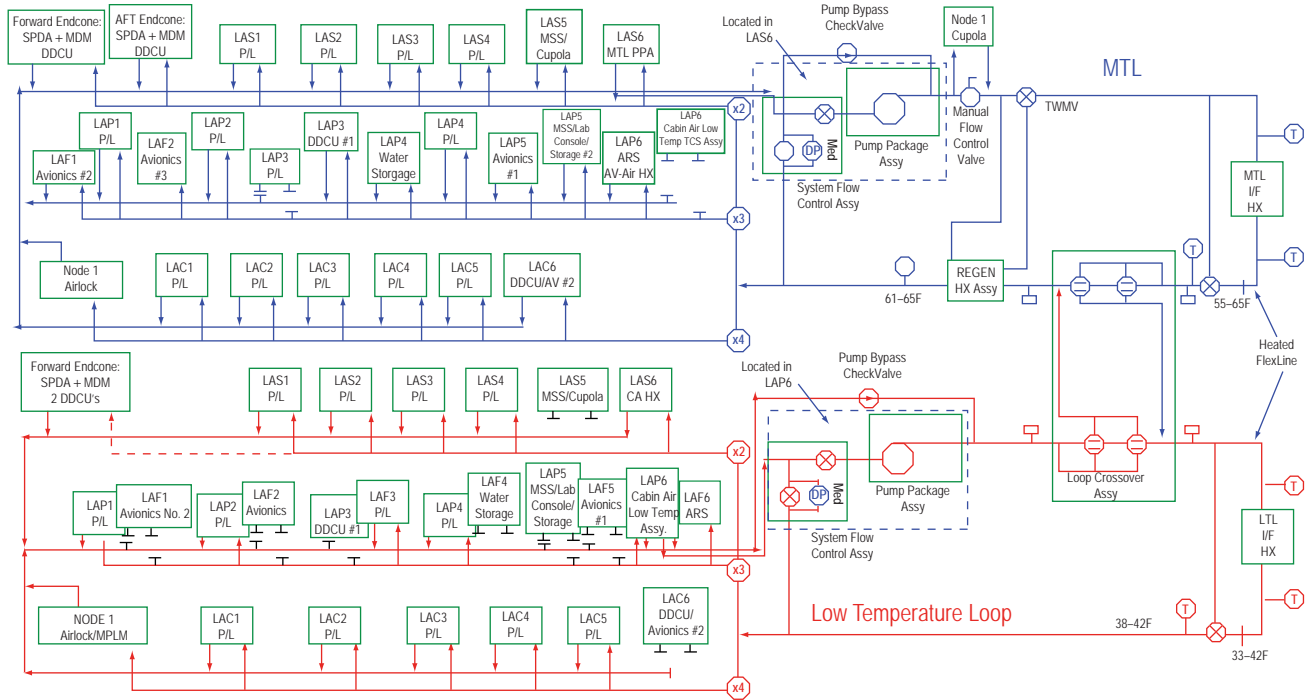 Forward Endcone:
SPDA + MDM
DDCU
AFT Endcone:
SPDA + MDM
DDCU
LAS1
P/L
LAS2
P/L
LAS3
P/L
LAS4
P/L
LAS5
MSS/
Cupola
LAS6
MTL PPA
Located in
LAS6
Pump Bypass
CheckValve
Node 1
Cupola
MTL
x2
TWMV
Manual
Flow
Control
Valve
Pump Package
Assy
DP
Med
System Flow
Control Assy
T
MTL
I/F
HX
T
LAF1
Avionics #2
LAP1
P/L
LAF2
Avionics
#3
LAP2
P/L
LAP3
P/L
LAP3
DDCU #1
LAP4
Water
Storgage
LAP4
P/L
LAP5
Avionics
#1
LAP5
MSS/Lab
Console/
Storage #2
LAP6
ARS
AV-Air HX
LAP6
Cabin Air Low
Temp TCS Assy
x3
Node 1
Airlock
LAC1
P/L
LAC2
P/L
LAC3
P/L
LAC4
P/L
LAC5
P/L
LAC6
DDCU/AV #2
x4
61–65F
REGEN
HX Assy
T
55–65F
Heated
FlexLine
Forward Endcone:
SPDA + MDM
2 DDCU's
LAS1
P/L
LAS2
P/L
LAS3
P/L
LAS4
P/L
LAS5
MSS/Cupola
LAS6
CA HX
Located in
LAP6
Pump Bypass
CheckValve
x2
DP
Med
Pump Package
Assy
System Flow
Control Assy
Loop Crossover
Assy
T
LTL
I/F
HX
T
LAP1
P/L
LAF1
Avionics No. 2
LAP2
P/L
LAF2
Avionics
LAP3
DDCU #1
LAF3
P/L
LAP4
P/L
LAF4
Water
Storage
LAP5
MSS/Lab
Console/
Storage
LAF5
Avionics
#1
LAP6
Cabin Air
Low Temp
Assy.
LAF6
ARS
x3
NODE 1
Airlock/MPLM
LAC1
P/L
LAC2
P/L
LAC3
P/L
LAC4
P/L
LAC5
P/L
LAC6
DDCU/
Avionics #2
x4
Low Temperature Loop
38–42F
T
33–42F